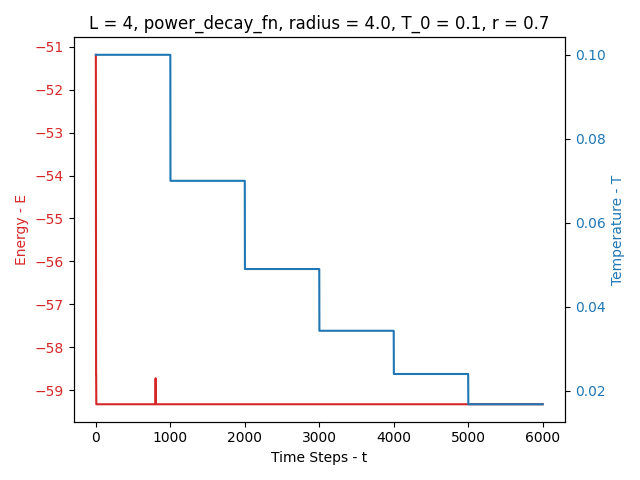 L = 4, power_decay_fn, radius = 4.0, T_0 = 0.1, r = 0.7
−51
−52
−53
−54
−55
−56
−57
−58
−59
Energy - E
0.10
0.08
0.06
0.04
0.02
Temperature - T
0 1000 2000 3000 4000 5000 6000
Time Steps - t